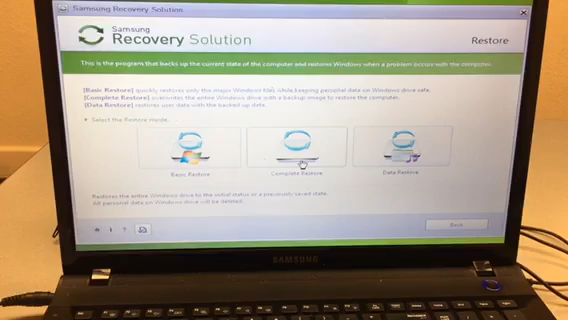 Samsung Recovery Solution
Samsung
Recovery Solution
Restore
This is the program that backs up the current state of the computer and restores Windows when a problem occurs with the computer.
[Basic Restore] quickly restores only the major Windows files while keeping personal data on Windows drive safe.
[Complete Restore] overwrites the entire Windows drive with a backup image to restore the computer.
[Data Restore] restores user data with the backed up data.
Select the Restore mode.
Basic Restore
Complete Restore
Data Restore
Restores the entire Windows drive to the initial status or a previously saved state.
All personal data on Windows drive will be deleted.
Back
SAMSUNG